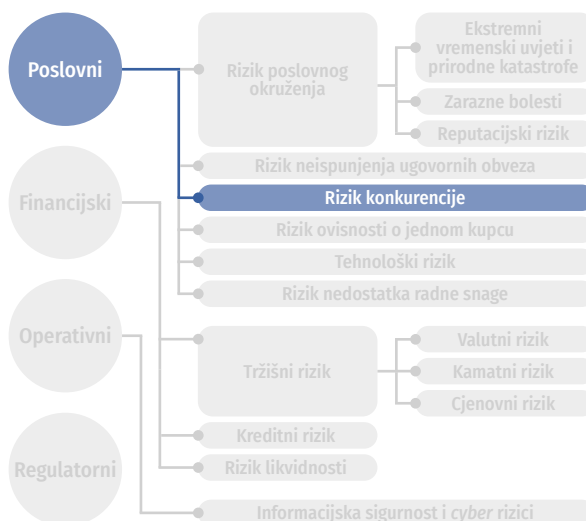 Poslovni
Rizik poslovnog
okruženja
Ekstremni
vremenski uvjeti i
prirodne katastrofe
Zarazne bolesti
Reputacijski rizik
Rizik neispunjenja ugovornih obveza
Rizik konkurencije
Rizik ovisnosti o jednom kupcu
Tehnološki rizik
Rizik nedostatka radne snage
Financijski
Tržišni rizik
Valutni rizik
Kamatni rizik
Cjenovni rizik
Kreditni rizik
Rizik likvidnosti
Operativni
Informacijska sigurnost i cyber rizici
Regulatorni